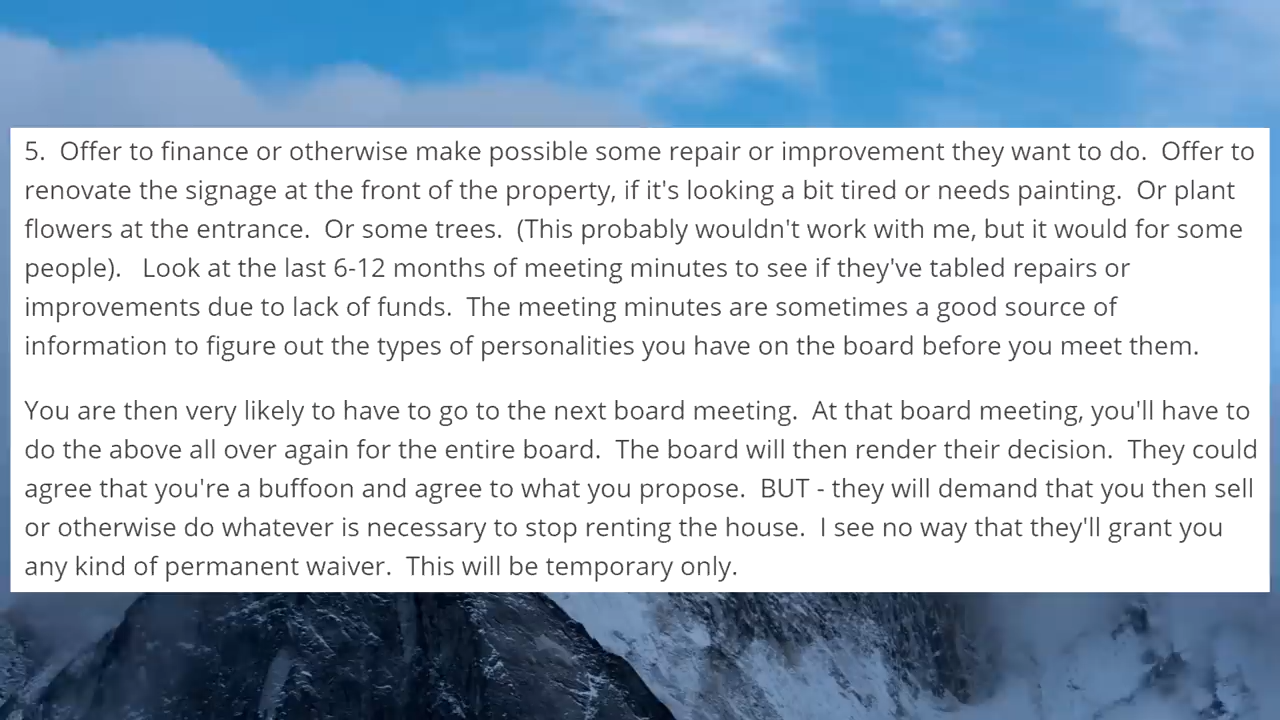 5.  Offer to finance or otherwise make possible some repair or improvement they want to do.  Offer to
renovate the signage at the front of the property, if it's looking a bit tired or needs painting.  Or plant
flowers at the entrance.  Or some trees.  (This probably wouldn't work with me, but it would for some
people).   Look at the last 6-12 months of meeting minutes to see if they've tabled repairs or
improvements due to lack of funds.  The meeting minutes are sometimes a good source of
information to figure out the types of personalities you have on the board before you meet them.
You are then very likely to have to go to the next board meeting.  At that board meeting, you'll have to
do the above all over again for the entire board.  The board will then render their decision.  They could
agree that you're a buffoon and agree to what you propose.  BUT - they will demand that you then sell
or otherwise do whatever is necessary to stop renting the house.  I see no way that they'll grant you
any kind of permanent waiver.  This will be temporary only.